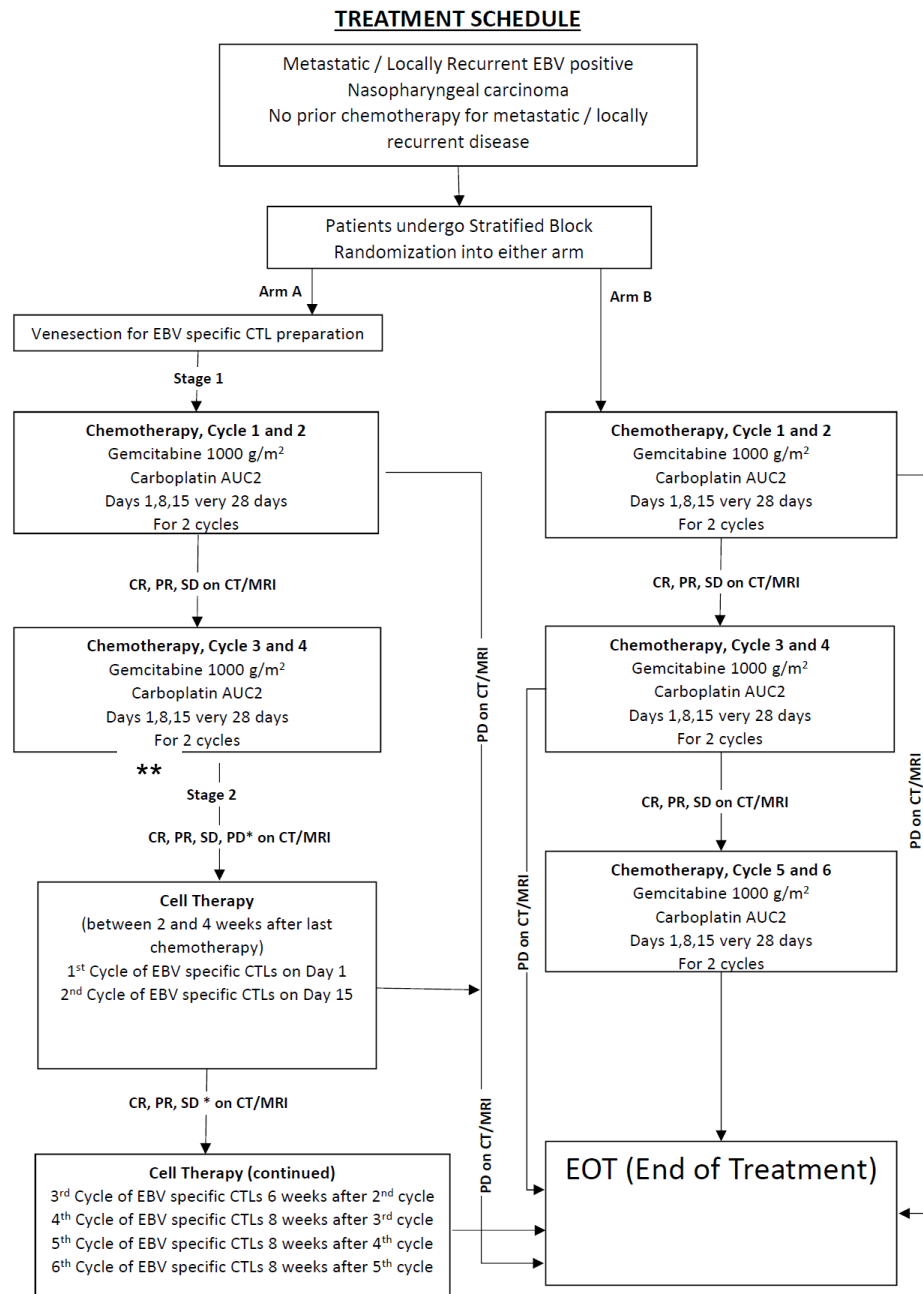 TREATMENT SCHEDULE
Metastatic / Locally Recurrent EBV positive
Nasopharyngeal carcinoma
No prior chemotherapy for metastatic / locally
recurrent disease
Patients undergo Stratified Block
Randomization into either arm
Arm A
Arm B
Venesection for EBV specific CTL preparation
Stage 1
Chemotherapy, Cycle 1 and 2
Gemcitabine 1000 g/m²
Carboplatin AUC2
Days 1,8,15 very 28 days
For 2 cycles
CR, PR, SD on CT/MRI
Chemotherapy, Cycle 3 and 4
Gemcitabine 1000 g/m²
Carboplatin AUC2
Days 1,8,15 very 28 days
For 2 cycles
**
Stage 2
CR, PR, SD, PD* on CT/MRI
Cell Therapy
(between 2 and 4 weeks after last
chemotherapy)
1st Cycle of EBV specific CTLs on Day 1
2nd Cycle of EBV specific CTLs on Day 15
CR, PR, SD * on CT/MRI
Cell Therapy (continued)
3rd Cycle of EBV specific CTLs 6 weeks after 2nd cycle
4th Cycle of EBV specific CTLs 8 weeks after 3rd cycle
5th Cycle of EBV specific CTLs 8 weeks after 4th cycle
6th Cycle of EBV specific CTLs 8 weeks after 5th cycle
PD on CT/MRI
PD on CT/MRI
Chemotherapy, Cycle 1 and 2
Gemcitabine 1000 g/m²
Carboplatin AUC2
Days 1,8,15 very 28 days
For 2 cycles
CR, PR, SD on CT/MRI
Chemotherapy, Cycle 3 and 4
Gemcitabine 1000 g/m²
Carboplatin AUC2
Days 1,8,15 very 28 days
For 2 cycles
PD on CT/MRI
CR, PR, SD on CT/MRI
PD on CT/MRI
Chemotherapy, Cycle 5 and 6
Gemcitabine 1000 g/m²
Carboplatin AUC2
Days 1,8,15 very 28 days
For 2 cycles
EOT (End of Treatment)